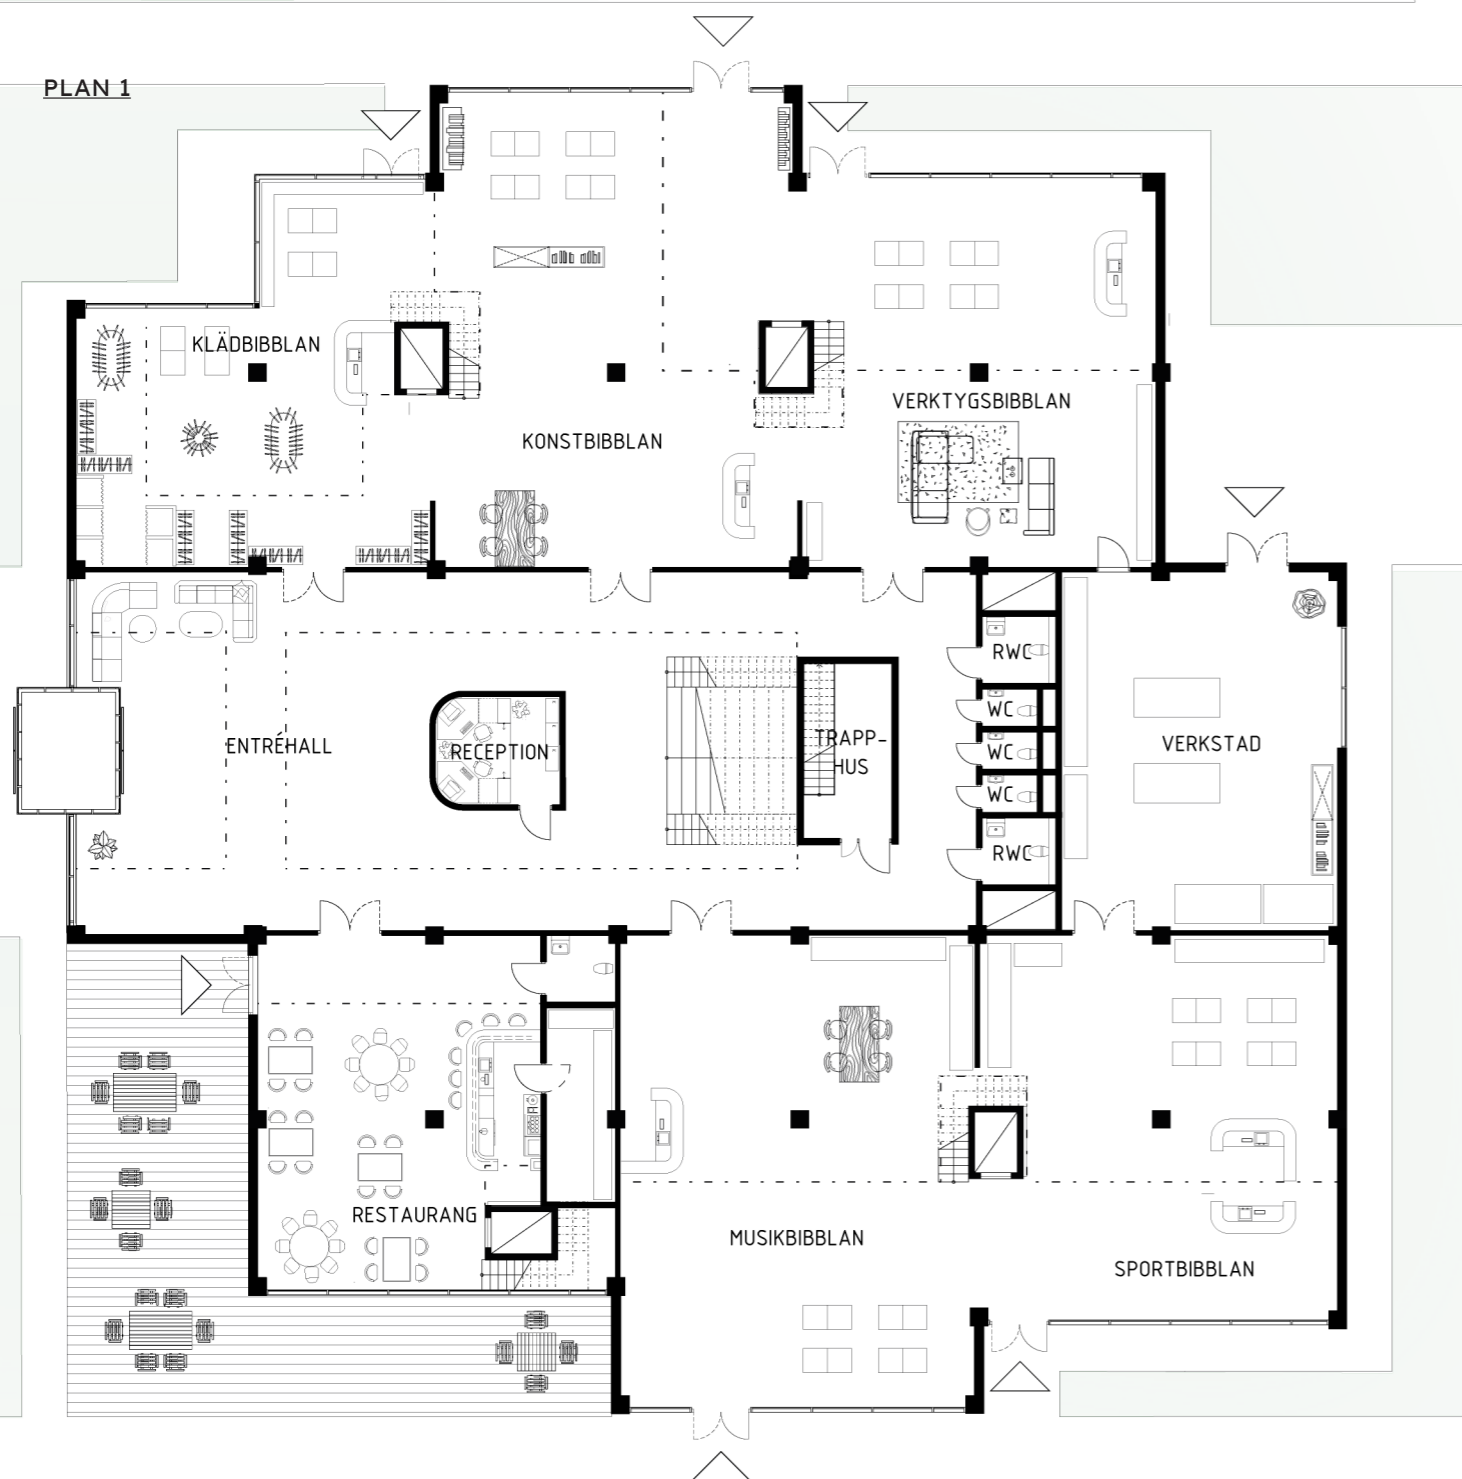 PLAN 1
KLÄDBIBBLAN
VERKTYGSBIBBLAN
KONSTBIBBLAN
RWC
WC
ENTRÉHALL
RECEPTION
TRAPP-
HUS
WC
VERKSTAD
WC
RWC
RESTAURANG
MUSIKBIBBLAN
SPORTBIBBLAN